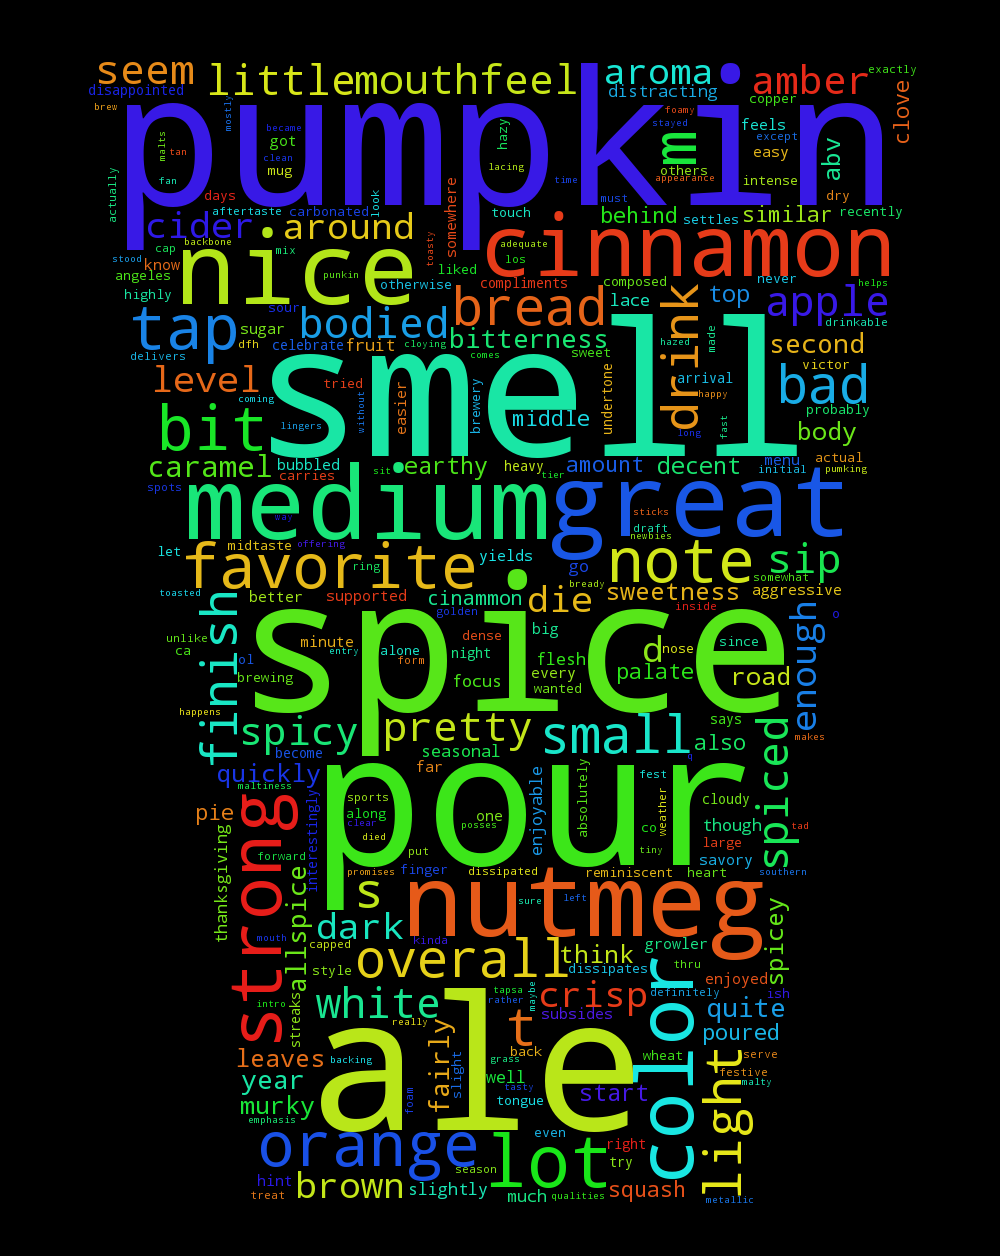 seem littlemouthfeel aroma amber exactly
disappointed distracting copper clove
brew mostly pumpkin foamy stayed
malts tan became clean got mug hazy lacing m others feels except easy abv
fan time appearance intense dry
actually days aftertaste carbonated look somewhere touch must behind settles similar recently
cider around toasty cinnamon
backbone nice mix adequate
stood cap know punkin liked los compliments composed never helps
angeles otherwise
highly sour bread lace drink top apple drinkable
tap sugar bodied bitterness made second
delivers dfh celebrate fruit cloying comes sweet victor
level tried smell undertone arrival bad
coming without easier brewery middle happy probably
bit lingers fast long body
caramel bubbled earthy heavy amount decent menu actual
carries sit tier initial pumking
spots medium great sticks
way draft newbies
let midtaste offering favorite yields go note sip
ring bready somewhat
toasted better supported cinammon die sweetness aggressive
finish golden inside enough o
unlike minute spice dense big d nose since
ca ol entry alone form night flesh palate road
brewing focus every wanted
happens spicy pretty small says spiced makes
become seasonal also
quickly far q
maltiness sports pour enjoyable absolutely fest weather cloudy
pie interestingly along clear one posses co though tad
strong died tiny large
thanksgiving forward put savory
promises finger dissipated reminiscent heart southern
allspice s nutmeg sure left spicey
mouth dark kinda
capped overall think growler thru
style dissipates enjoyed
intro streaks white tapsa rather maybe crisp color definitely ish
really t subsides quite
leaves backing fairly slight back poured
year ale grass well wheat light serve festive
murky foam tasty tongue start malty
emphasis
orange lot even right
hint season try
treat brown slightly much qualities squash metallic